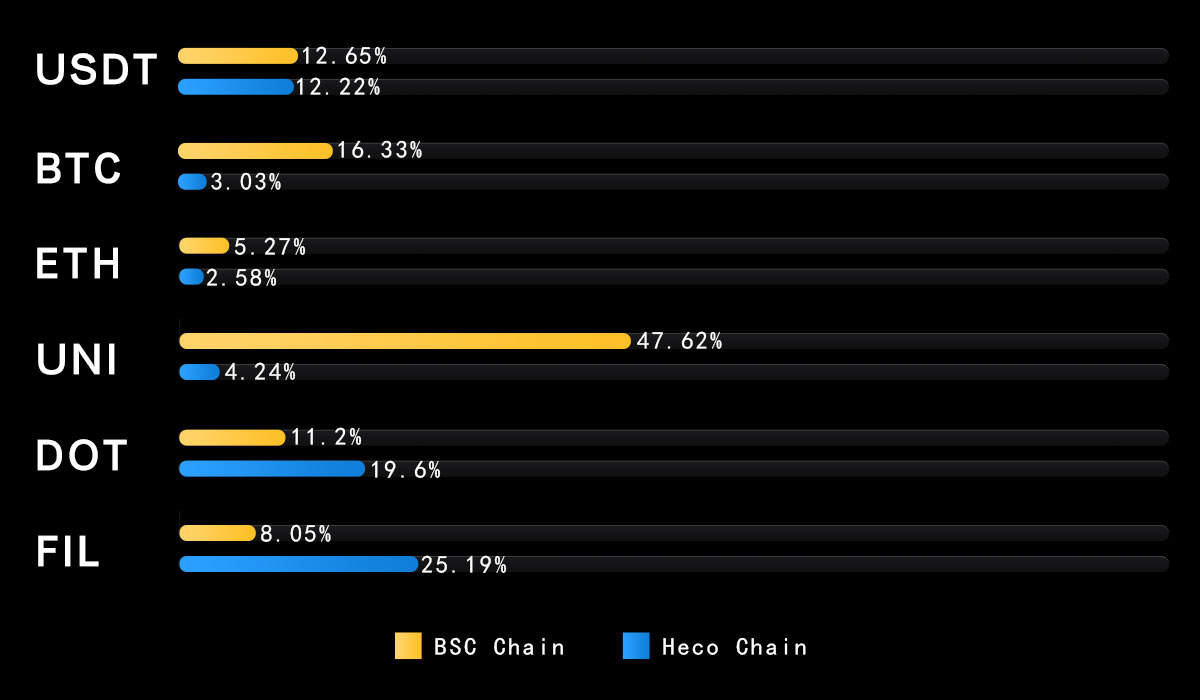 USDT
12.65%
12.22%
BTC
16.33%
3.03%
ETH
5.27%
2.58%
UNI
47.62%
4.24%
DOT
11.2%
19.6%
FIL
8.05%
25.19%
BSC Chain
Heco Chain